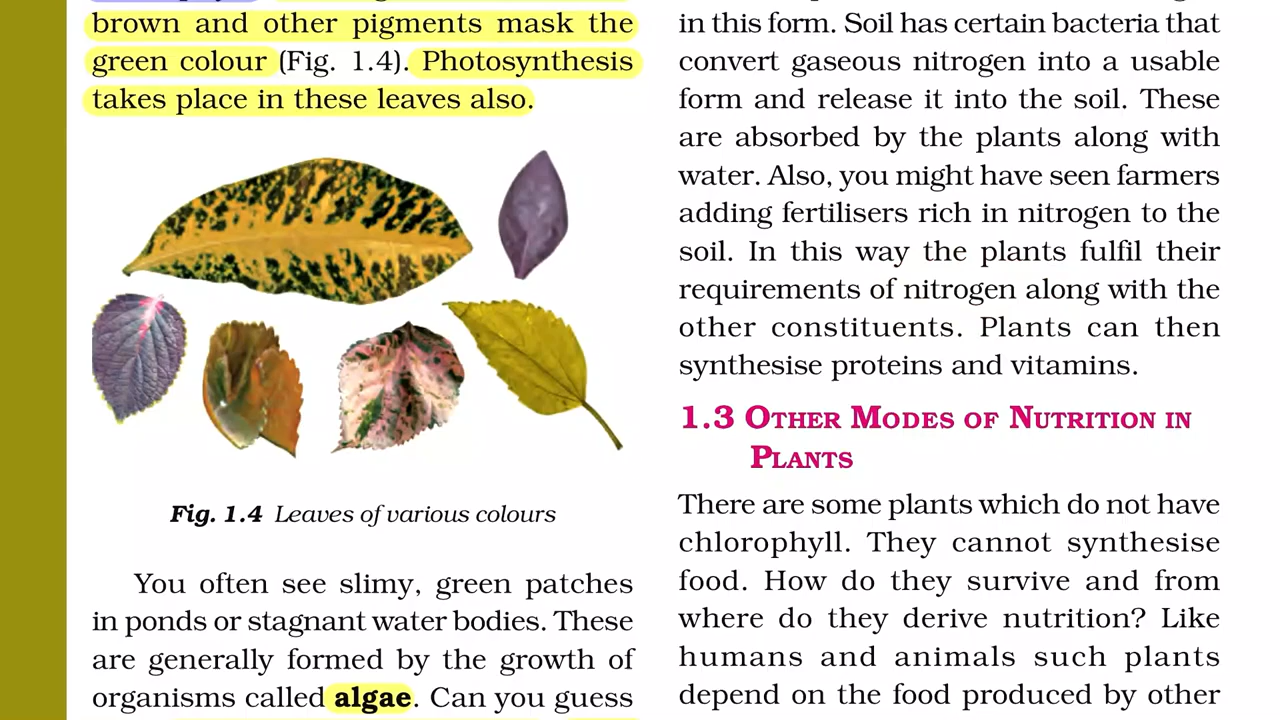 brown and other pigments mask the
green colour (Fig. 1.4). Photosynthesis
takes place in these leaves also.
Fig. 1.4 Leaves of various colours
You often see slimy, green patches
in ponds or stagnant water bodies. These
are generally formed by the growth of
organisms called algae. Can you guess
in this form. Soil has certain bacteria that
convert gaseous nitrogen into a usable
form and release it into the soil. These
are absorbed by the plants along with
water. Also, you might have seen farmers
adding fertilisers rich in nitrogen to the
soil. In this way the plants fulfil their
requirements of nitrogen along with the
other constituents. Plants can then
synthesise proteins and vitamins.
1.3 OTHER MODES OF NUTRITION IN
PLANTS
There are some plants which do not have
chlorophyll. They cannot synthesise
food. How do they survive and from
where do they derive nutrition? Like
humans and animals such plants
depend on the food produced by other